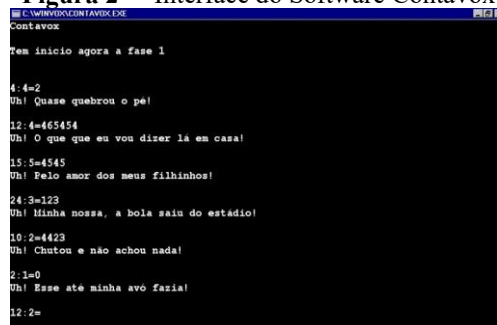 Figura 2 Interface do Software Contavox
C:\WINVOX\CONTAVOX.EXE
Contavox
Tem início agora a fase 1
4:4=2
Uh! Quase quebrou o pé!
12:4=465454
Uh! O que que eu vou dizer lá em casa!
15:5=4545
Uh! Pelo amor dos meus filhinhos!
24:3=123
Uh! Minha nossa, a bola saiu do estádio!
10:2=4423
Uh! Chutou e não achou nada!
2:1=0
Uh! Esse até minha avó fazia!
12:2=